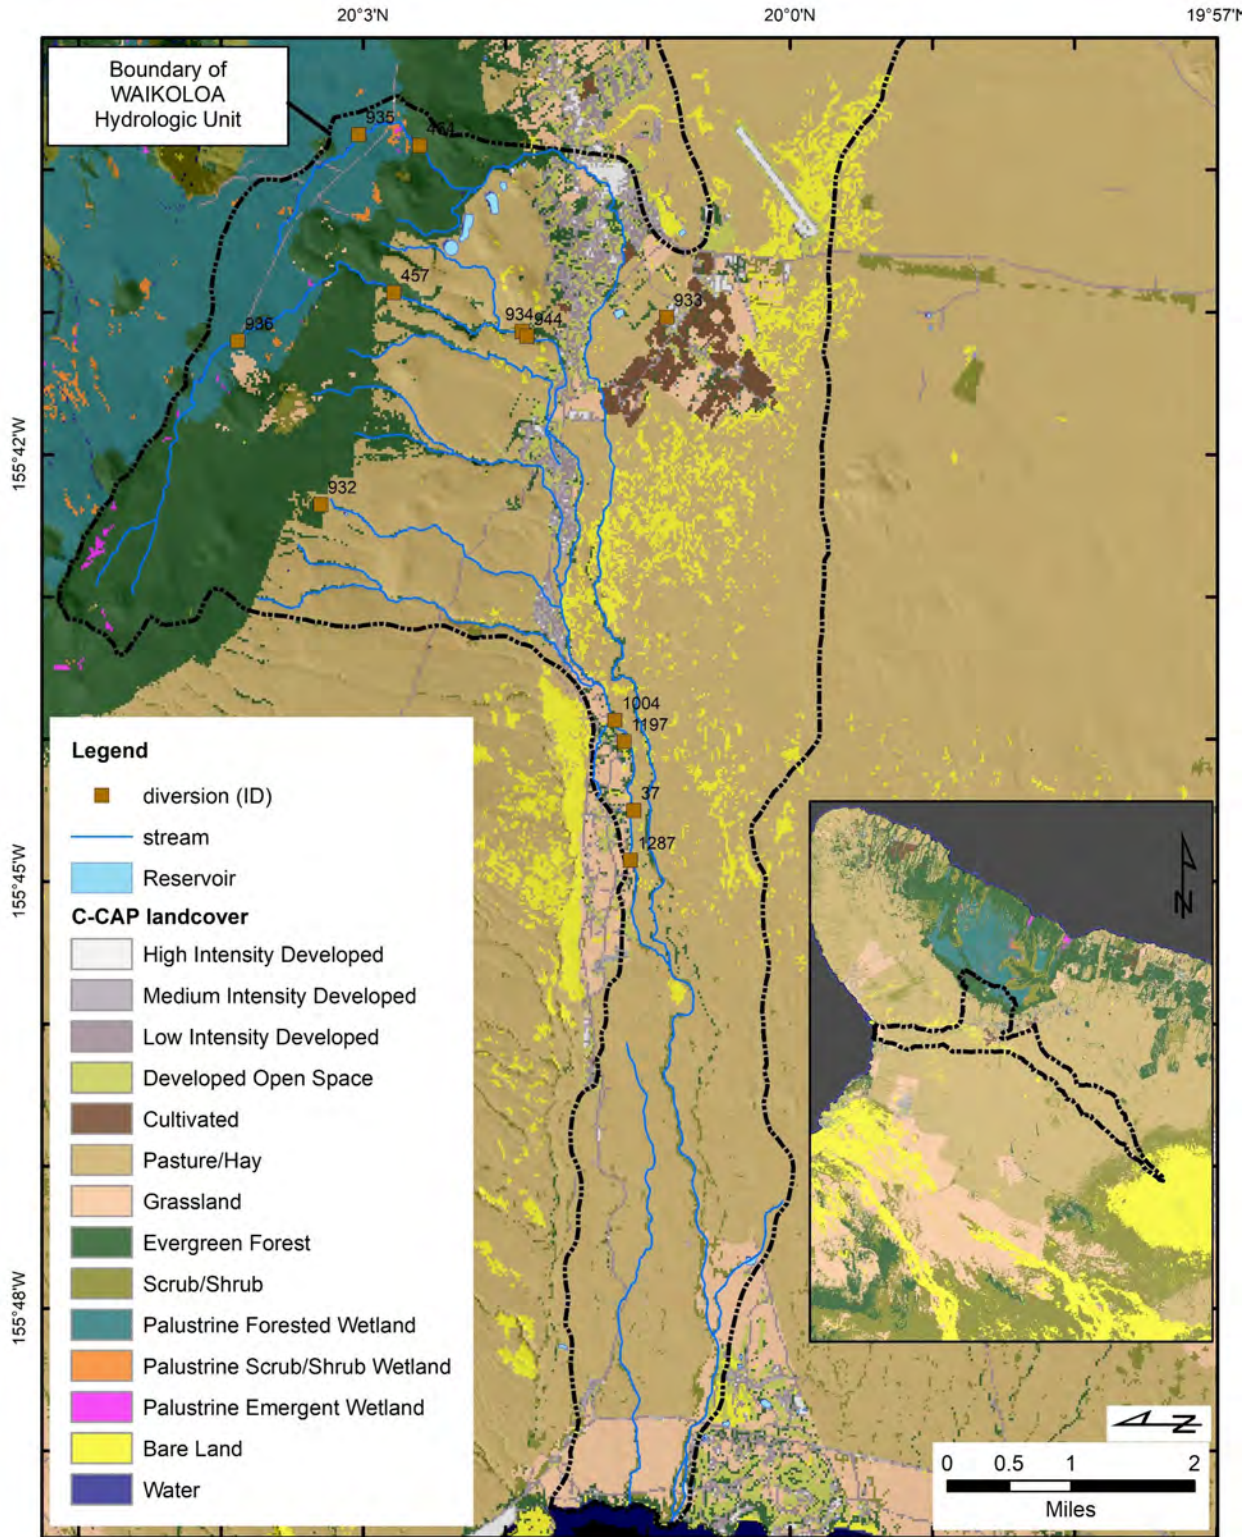 20°3'N
20°0'N
19°57'N
Boundary of
WAIKOLOA
Hydrologic Unit
935
454
457
934
944
933
936
155°42'W
932
1004
1197
37
1287
155°45'W
155°48'W
Legend
diversion (ID)
stream
Reservoir
C-CAP landcover
High Intensity Developed
Medium Intensity Developed
Low Intensity Developed
Developed Open Space
Cultivated
Pasture/Hay
Grassland
Evergreen Forest
Scrub/Shrub
Palustrine Forested Wetland
Palustrine Scrub/Shrub Wetland
Palustrine Emergent Wetland
Bare Land
Water
N
N
0 0.5 1 2
Miles